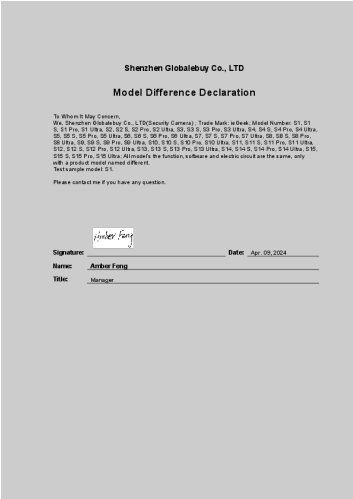 Shenzhen Globalebuy Co., LTD
Model Difference Declaration
To Whom It May Concern,
We, Shenzhen Globalebuy Co., LTD(Security Camera) ; Trade Mark: ieGeek; Model Number: S1, S1
S, S1 Pro, S1 Ultra, S2, S2 S, S2 Pro, S2 Ultra, S3, S3 S, S3 Pro, S3 Ultra, S4, S4 S, S4 Pro, S4 Ultra,
S5, S5 S, S5 Pro, S5 Ultra, S6, S6 S, S6 Pro, S6 Ultra, S7, S7 S, S7 Pro, S7 Ultra, S8, S8 S, S8 Pro,
S8 Ultra, S9, S9 S, S9 Pro, S9 Ultra, S10, S10 S, S10 Pro, S10 Ultra, S11, S11 S, S11 Pro, S11 Ultra,
S12, S12 S, S12 Pro, S12 Ultra, S13, S13 S, S13 Pro, S13 Ultra, S14, S14 S, S14 Pro, S14 Ultra, S15,
S15 S, S15 Pro, S15 Ultra; All model's the function, software and electric circuit are the same, only
with a product model named different.
Test sample model: S1.
Please contact me if you have any question.
Amber Feng
Signature: Date: Apr. 09, 2024
Name: Amber Feng
Title: Manager